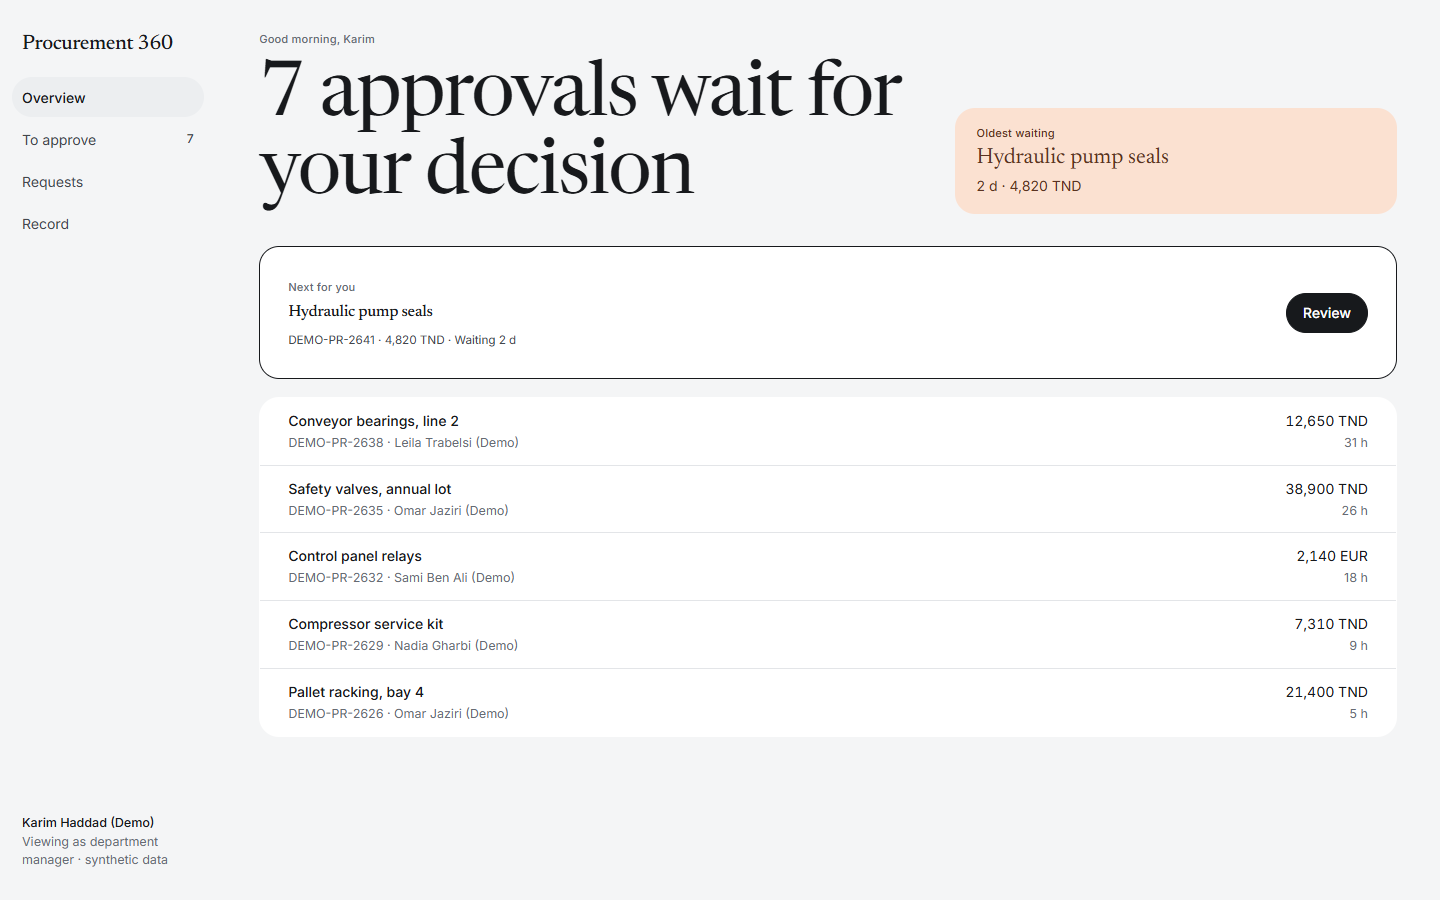 Procurement 360
Overview
To approve 7
Requests
Record
Karim Haddad (Demo)
Viewing as department
manager · synthetic data
Good morning, Karim
7 approvals wait for
your decision
Oldest waiting
Hydraulic pump seals
2 d · 4,820 TND
Next for you
Hydraulic pump seals
DEMO-PR-2641 · 4,820 TND · Waiting 2 d
Review
Conveyor bearings, line 2 12,650 TND
DEMO-PR-2638 · Leila Trabelsi (Demo) 31 h
Safety valves, annual lot 38,900 TND
DEMO-PR-2635 · Omar Jaziri (Demo) 26 h
Control panel relays 2,140 EUR
DEMO-PR-2632 · Sami Ben Ali (Demo) 18 h
Compressor service kit 7,310 TND
DEMO-PR-2629 · Nadia Gharbi (Demo) 9 h
Pallet racking, bay 4 21,400 TND
DEMO-PR-2626 · Omar Jaziri (Demo) 5 h